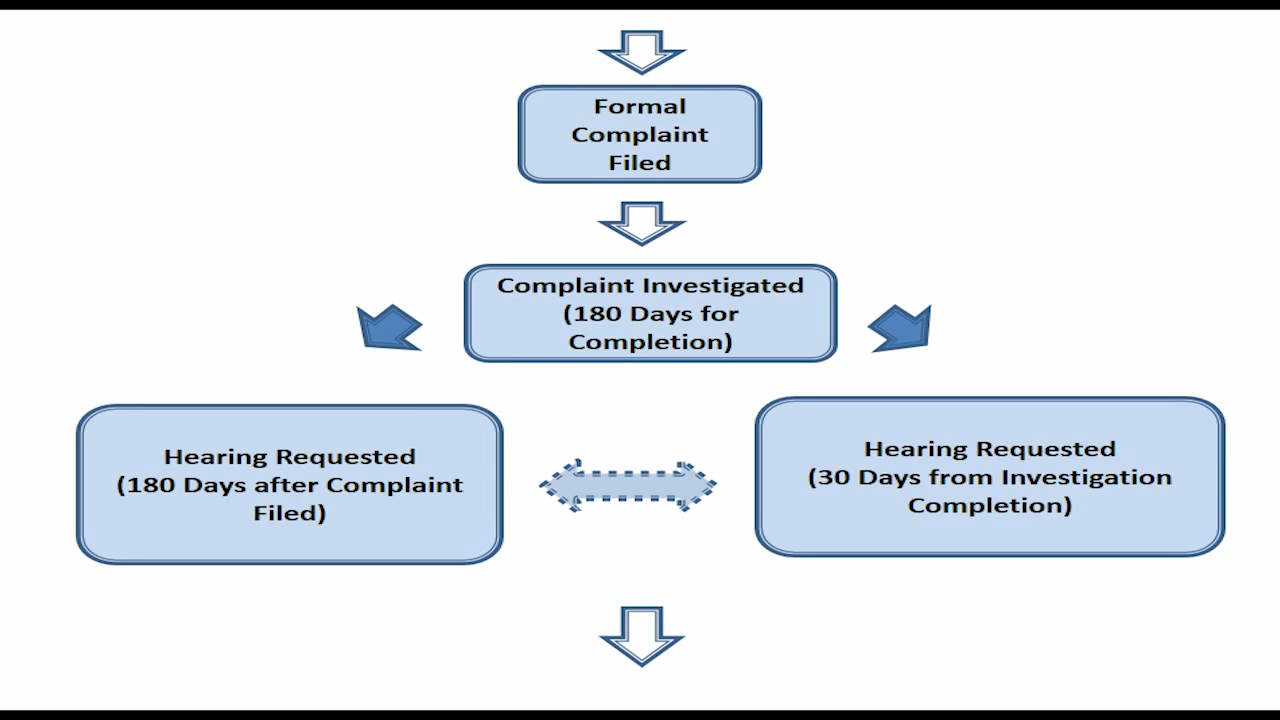 Formal
Complaint
Filed
Complaint Investigated
(180 Days for
Completion)
Hearing Requested
(180 Days after Complaint
Filed)
Hearing Requested
(30 Days from Investigation
Completion)